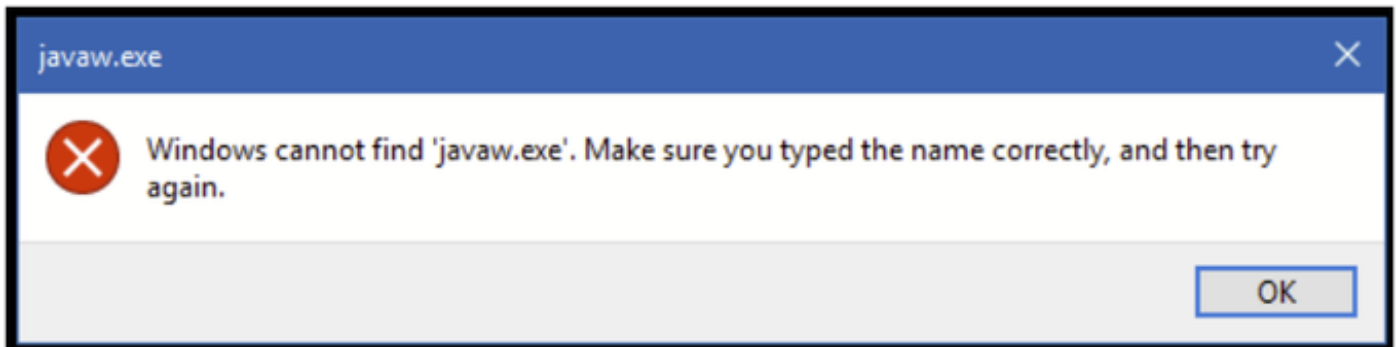 javaw.exe
Windows cannot find 'javaw.exe'. Make sure you typed the name correctly, and then try
again.
OK